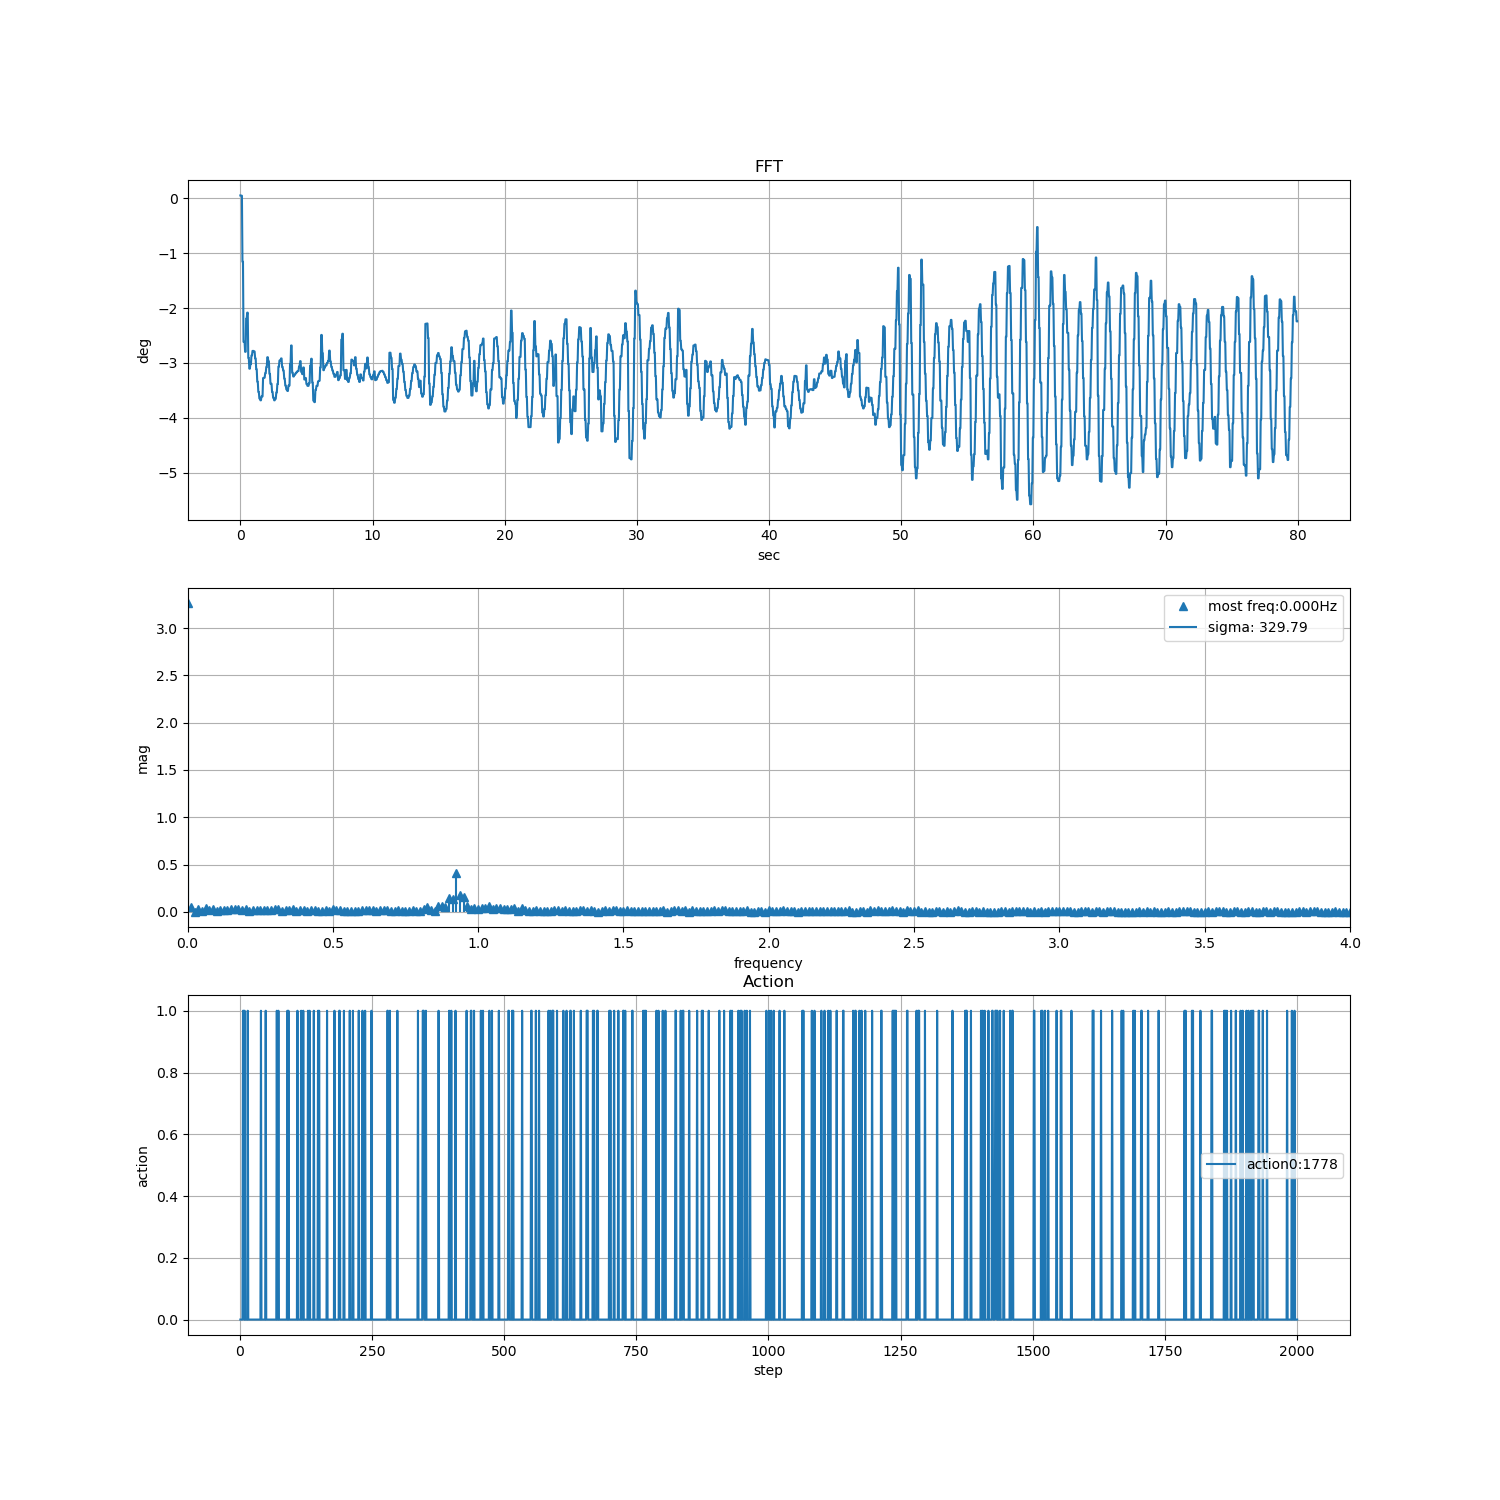 FFT
0
−1
−2
−3
−4
−5
deg
0 10 20 30 40 50 60 70 80
sec
most freq:0.000Hz
sigma: 329.79
3.0
2.5
2.0
1.5
1.0
0.5
0.0
mag
0.0 0.5 1.0 1.5 2.0 2.5 3.0 3.5 4.0
frequency
Action
1.0
0.8
0.6
0.4
0.2
0.0
action
action0:1778
0 250 500 750 1000 1250 1500 1750 2000
step